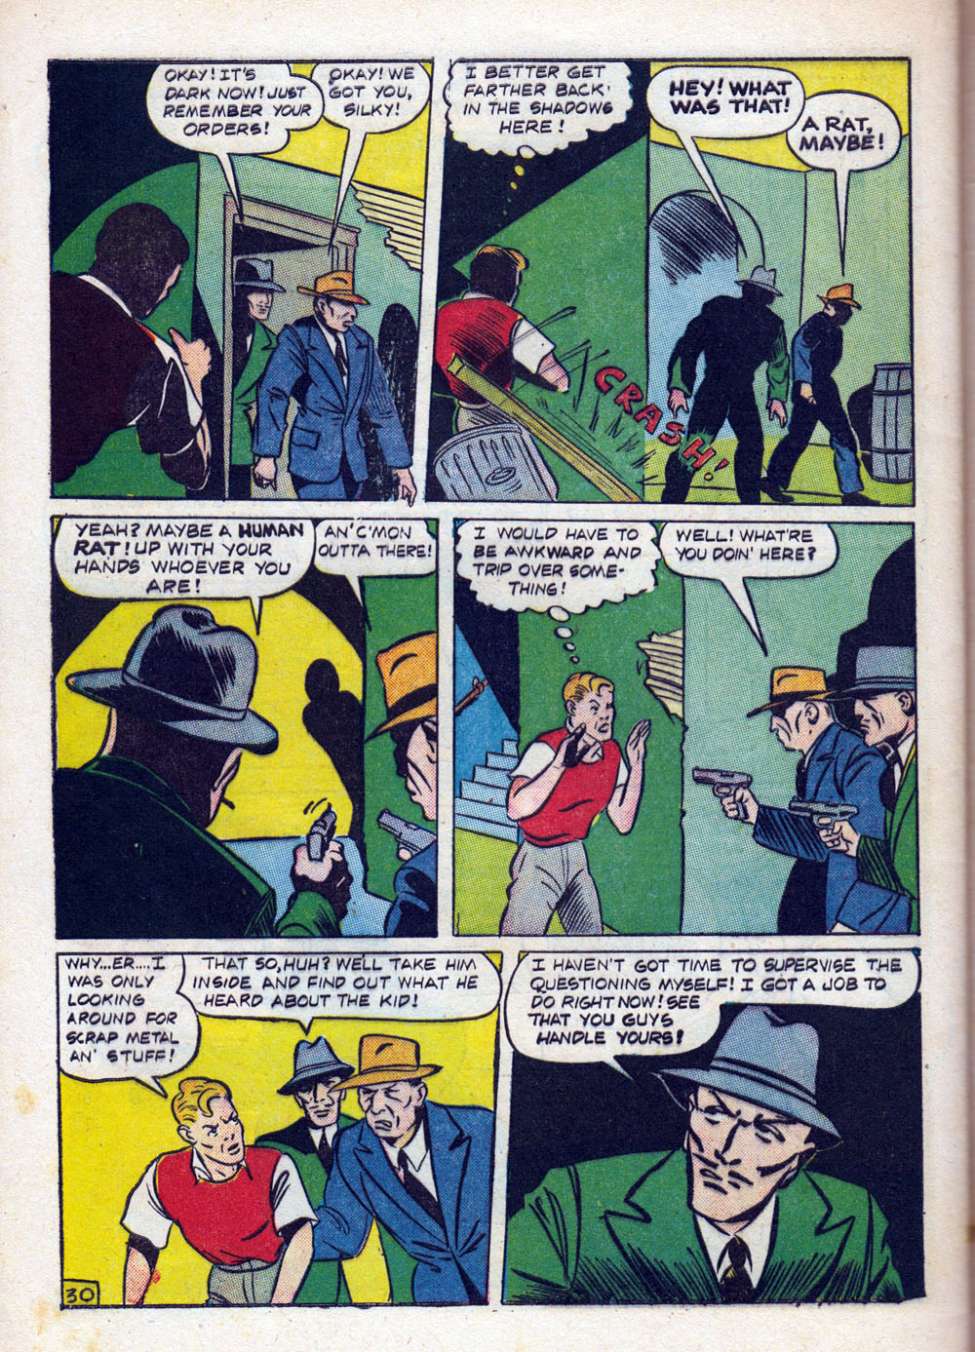 OKAY! IT'S
DARK NOW! JUST
REMEMBER YOUR
ORDERS!
OKAY! WE
GOT YOU,
SILKY!
I BETTER GET
FARTHER BACK
IN THE SHADOWS
HERE!
HEY! WHAT
WAS THAT!
A RAT,
MAYBE!
CRASH!
YEAH? MAYBE A HUMAN
RAT! UP WITH YOUR
HANDS WHOEVER YOU
ARE!
AN' C'MON
OUTTA THERE!
I WOULD HAVE TO
BE AWKWARD AND
TRIP OVER SOME-
THING!
WELL! WHAT'RE
YOU DOIN' HERE?
WHY...ER....I
WAS ONLY
LOOKING
AROUND FOR
SCRAP METAL
AN' STUFF!
THAT SO, HUH? WE'LL TAKE HIM
INSIDE AND FIND OUT WHAT HE
HEARD ABOUT THE KID!
I HAVEN'T GOT TIME TO SUPERVISE THE
QUESTIONING MYSELF! I GOT A JOB TO
DO RIGHT NOW! SEE
THAT YOU GUYS
HANDLE YOURS!
30